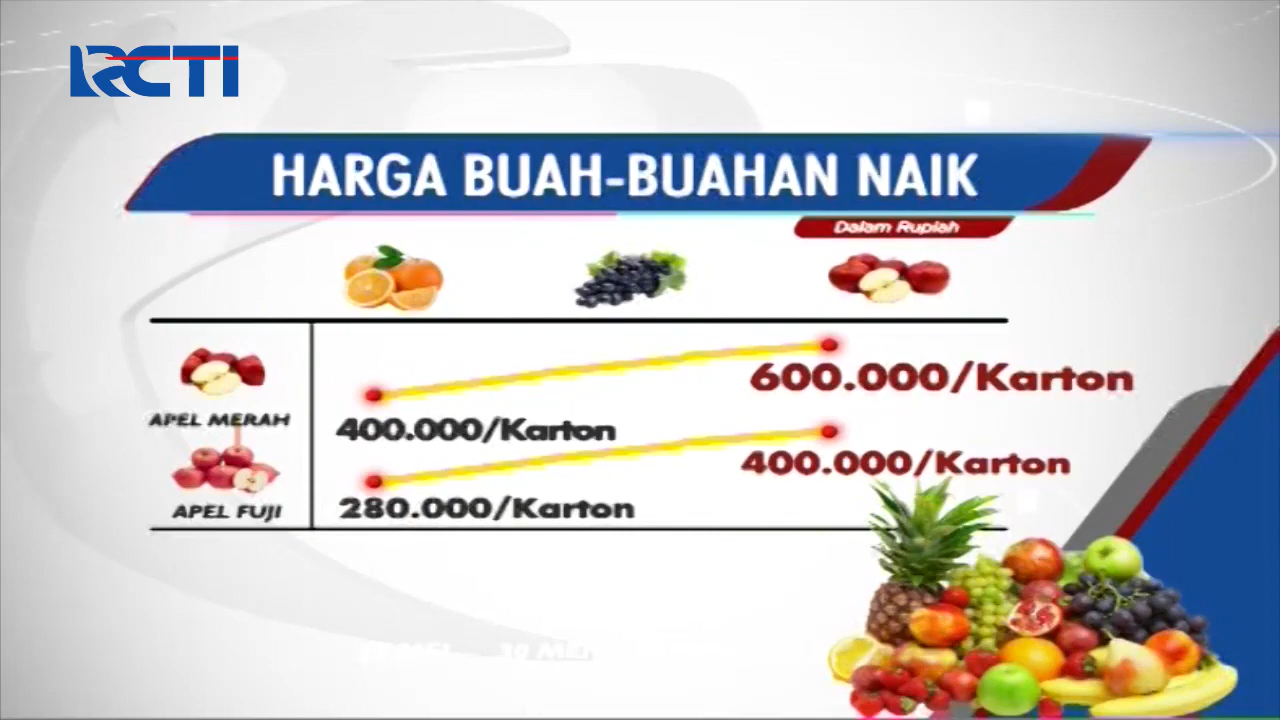 RCTI
HARGA BUAH-BUAHAN NAIK
Dalam Rupiah
600.000/Karton
APEL MERAH
400.000/Karton
400.000/Karton
APEL FUJI
280.000/Karton